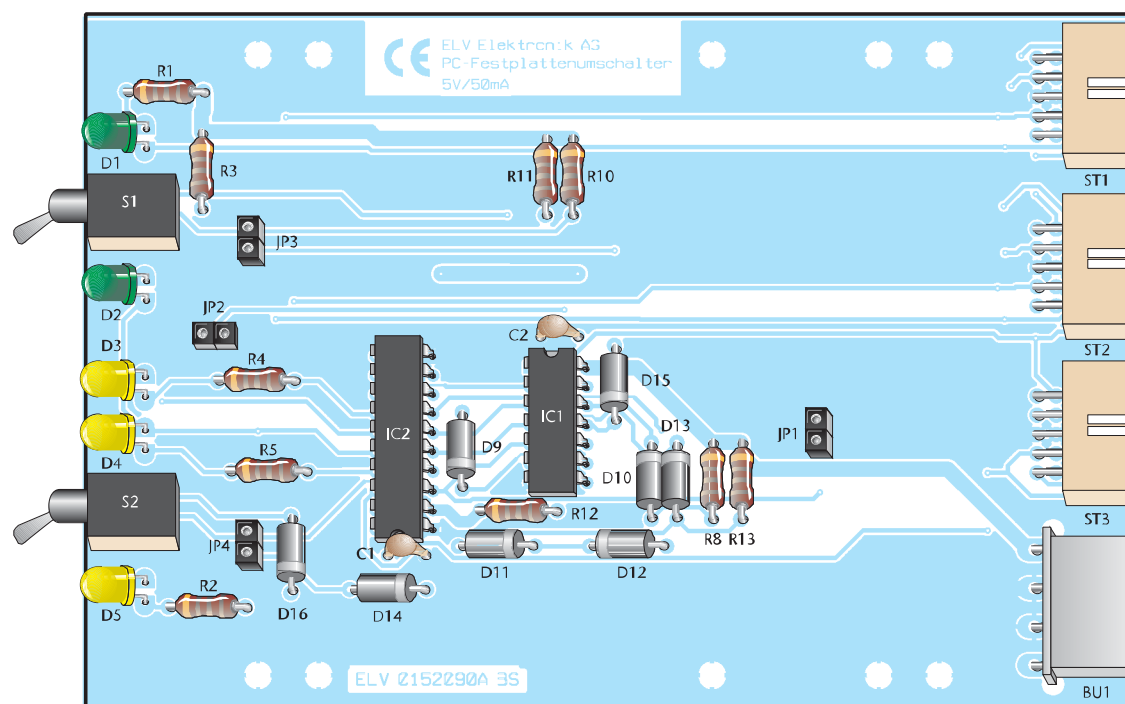 CE ELV Elektrcn:k AG
PC-Festplattenumschalter
5V/50mA
R1
D1
R3
R11
R10
ST1
S1
JP3
D2
JP2
C2
ST2
D3
R4
D15
IC1
JP1
IC2
D9
D13
D4
R5
D10
S2
R12
ST3
JP4
C1
R8
R13
D11
D12
D5
R2
D16
D14
ELV 0152090A BS
BU1